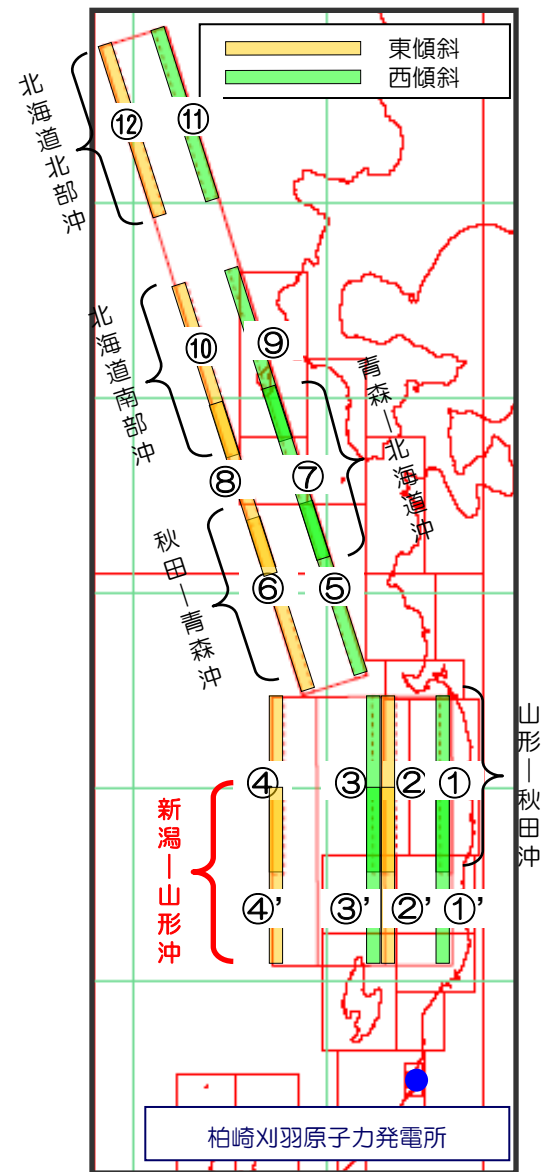 東傾斜
西傾斜
北海道北部沖
⑫
⑪
北海道南部沖
⑩
⑨
青森―北海道沖
⑧
⑦
秋田―青森沖
⑥
⑤
山形―秋田沖
④
③
②
①
新潟―山形沖
④’
③’
②’
①’
柏崎刈羽原子力発電所